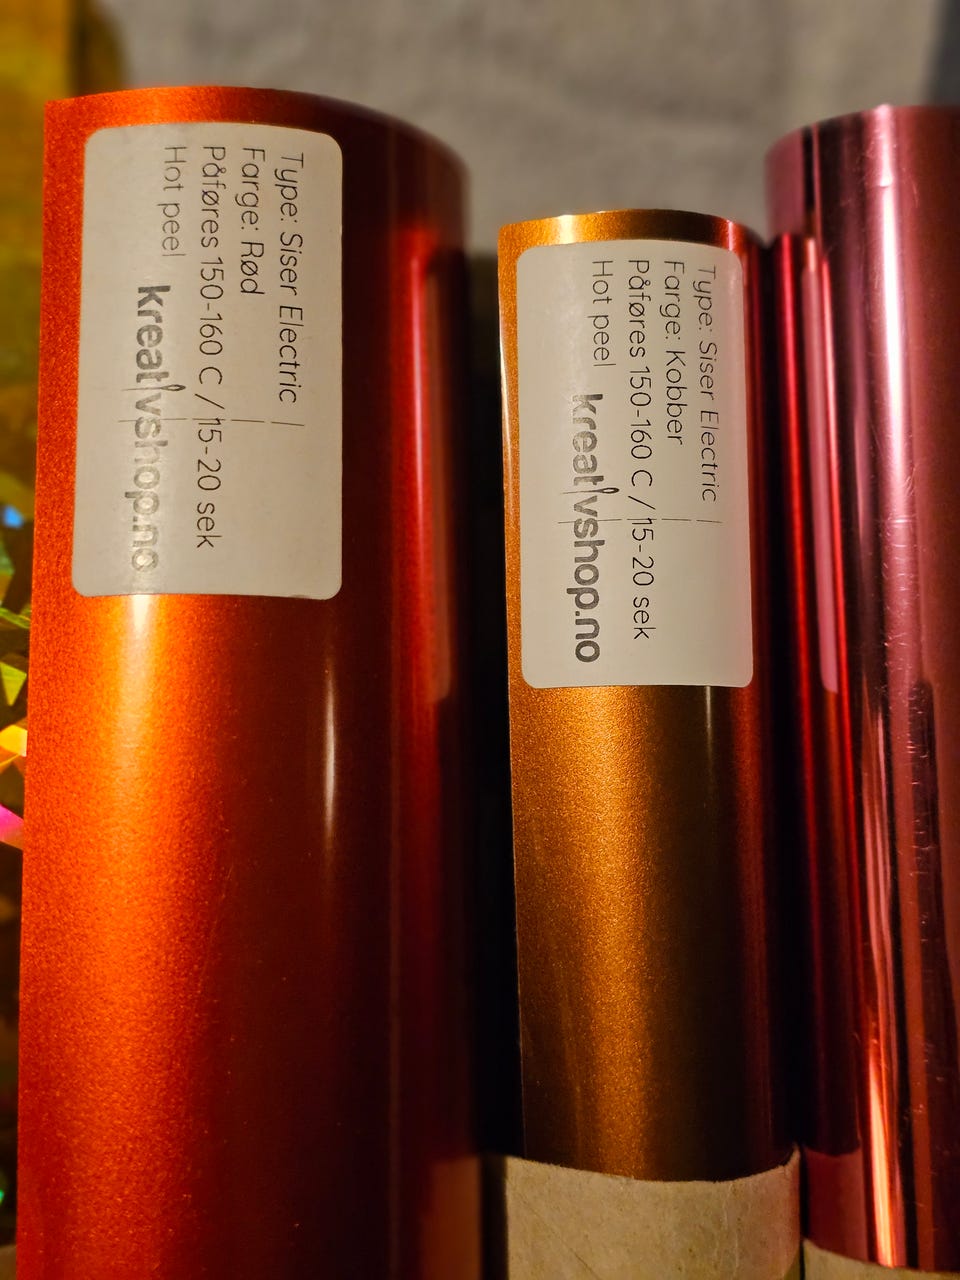 Type: Siser Electric
Farge: Rød
Påføres 150-160 C / 15-20 sek
Hot peel
kreativshop.no
Type: Siser Electric
Farge: Kobber
Påføres 150-160 C / 15-20 sek
Hot peel
kreativshop.no